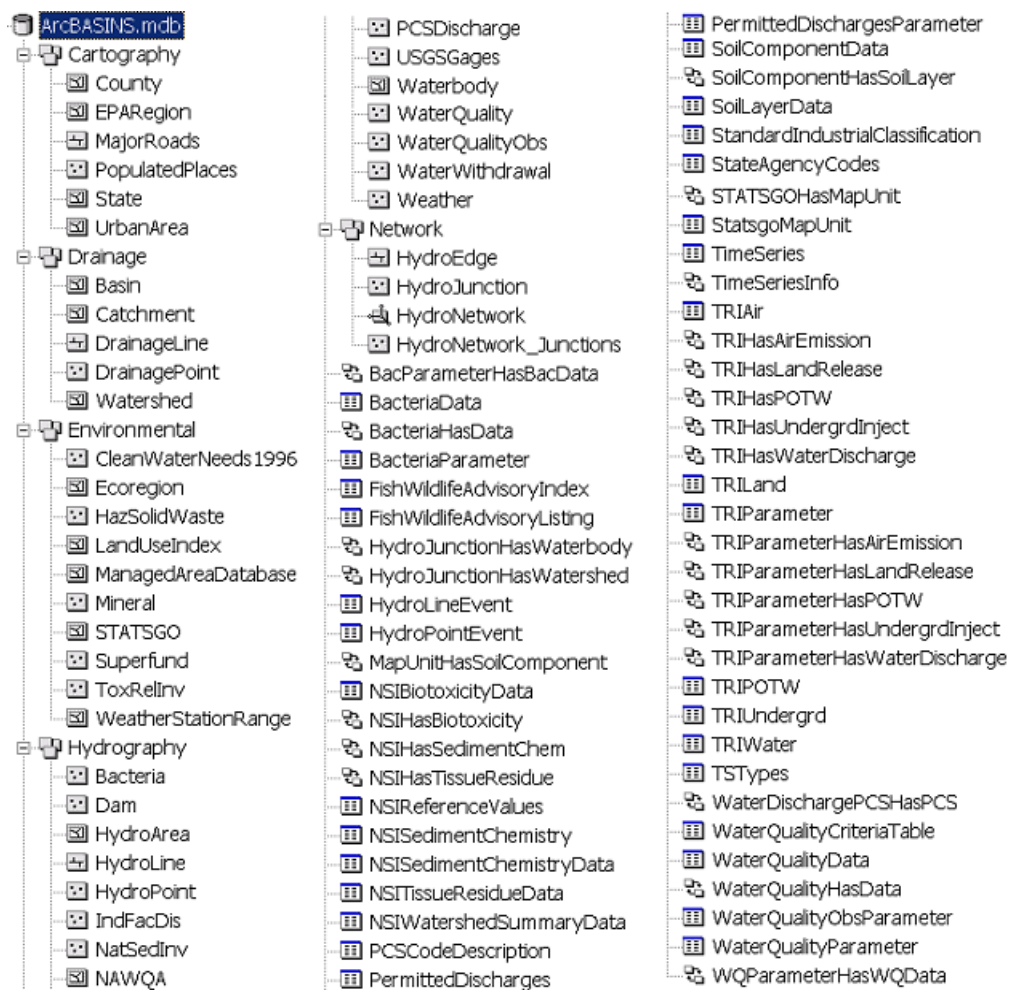 ArcBASINS.mdb
Cartography
County
EPARegion
MajorRoads
PopulatedPlaces
State
UrbanArea
Drainage
Basin
Catchment
DrainageLine
DrainagePoint
Watershed
Environmental
CleanWaterNeeds1996
Ecoregion
HazSolidWaste
LandUseIndex
ManagedAreaDatabase
Mineral
STATSGO
Superfund
ToxRelInv
WeatherStationRange
Hydrography
Bacteria
Dam
HydroArea
HydroLine
HydroPoint
IndFacDis
NatSedInv
NAWQA
PCSDischarge
USGSGages
Waterbody
WaterQuality
WaterQualityObs
WaterWithdrawal
Weather
Network
HydroEdge
HydroJunction
HydroNetwork
HydroNetwork_Junctions
BacParameterHasBacData
BacteriaData
BacteriaHasData
BacteriaParameter
FishWildlifeAdvisoryIndex
FishWildlifeAdvisoryListing
HydroJunctionHasWaterbody
HydroJunctionHasWatershed
HydroLineEvent
HydroPointEvent
MapUnitHasSoilComponent
NSIBiotoxicityData
NSIHasBiotoxicity
NSIHasSedimentChem
NSIHasTissueResidue
NSIReferenceValues
NSISedimentChemistry
NSISedimentChemistryData
NSITissueResidueData
NSIWatershedSummaryData
PCSCodeDescription
PermittedDischarges
PermittedDischargesParameter
SoilComponentData
SoilComponentHasSoilLayer
SoilLayerData
StandardIndustrialClassification
StateAgencyCodes
STATSGOHasMapUnit
StatsgoMapUnit
TimeSeries
TimeSeriesInfo
TRIAir
TRIHasAirEmission
TRIHasLandRelease
TRIHasPOTW
TRIHasUndergrdInject
TRIHasWaterDischarge
TRILand
TRIParameter
TRIParameterHasAirEmission
TRIParameterHasLandRelease
TRIParameterHasPOTW
TRIParameterHasUndergrdInject
TRIParameterHasWaterDischarge
TRIPOTW
TRIUndergrd
TRIWater
TSTypes
WaterDischargePCSHasPCS
WaterQualityCriteriaTable
WaterQualityData
WaterQualityHasData
WaterQualityObsParameter
WaterQualityParameter
WQParameterHasWQData